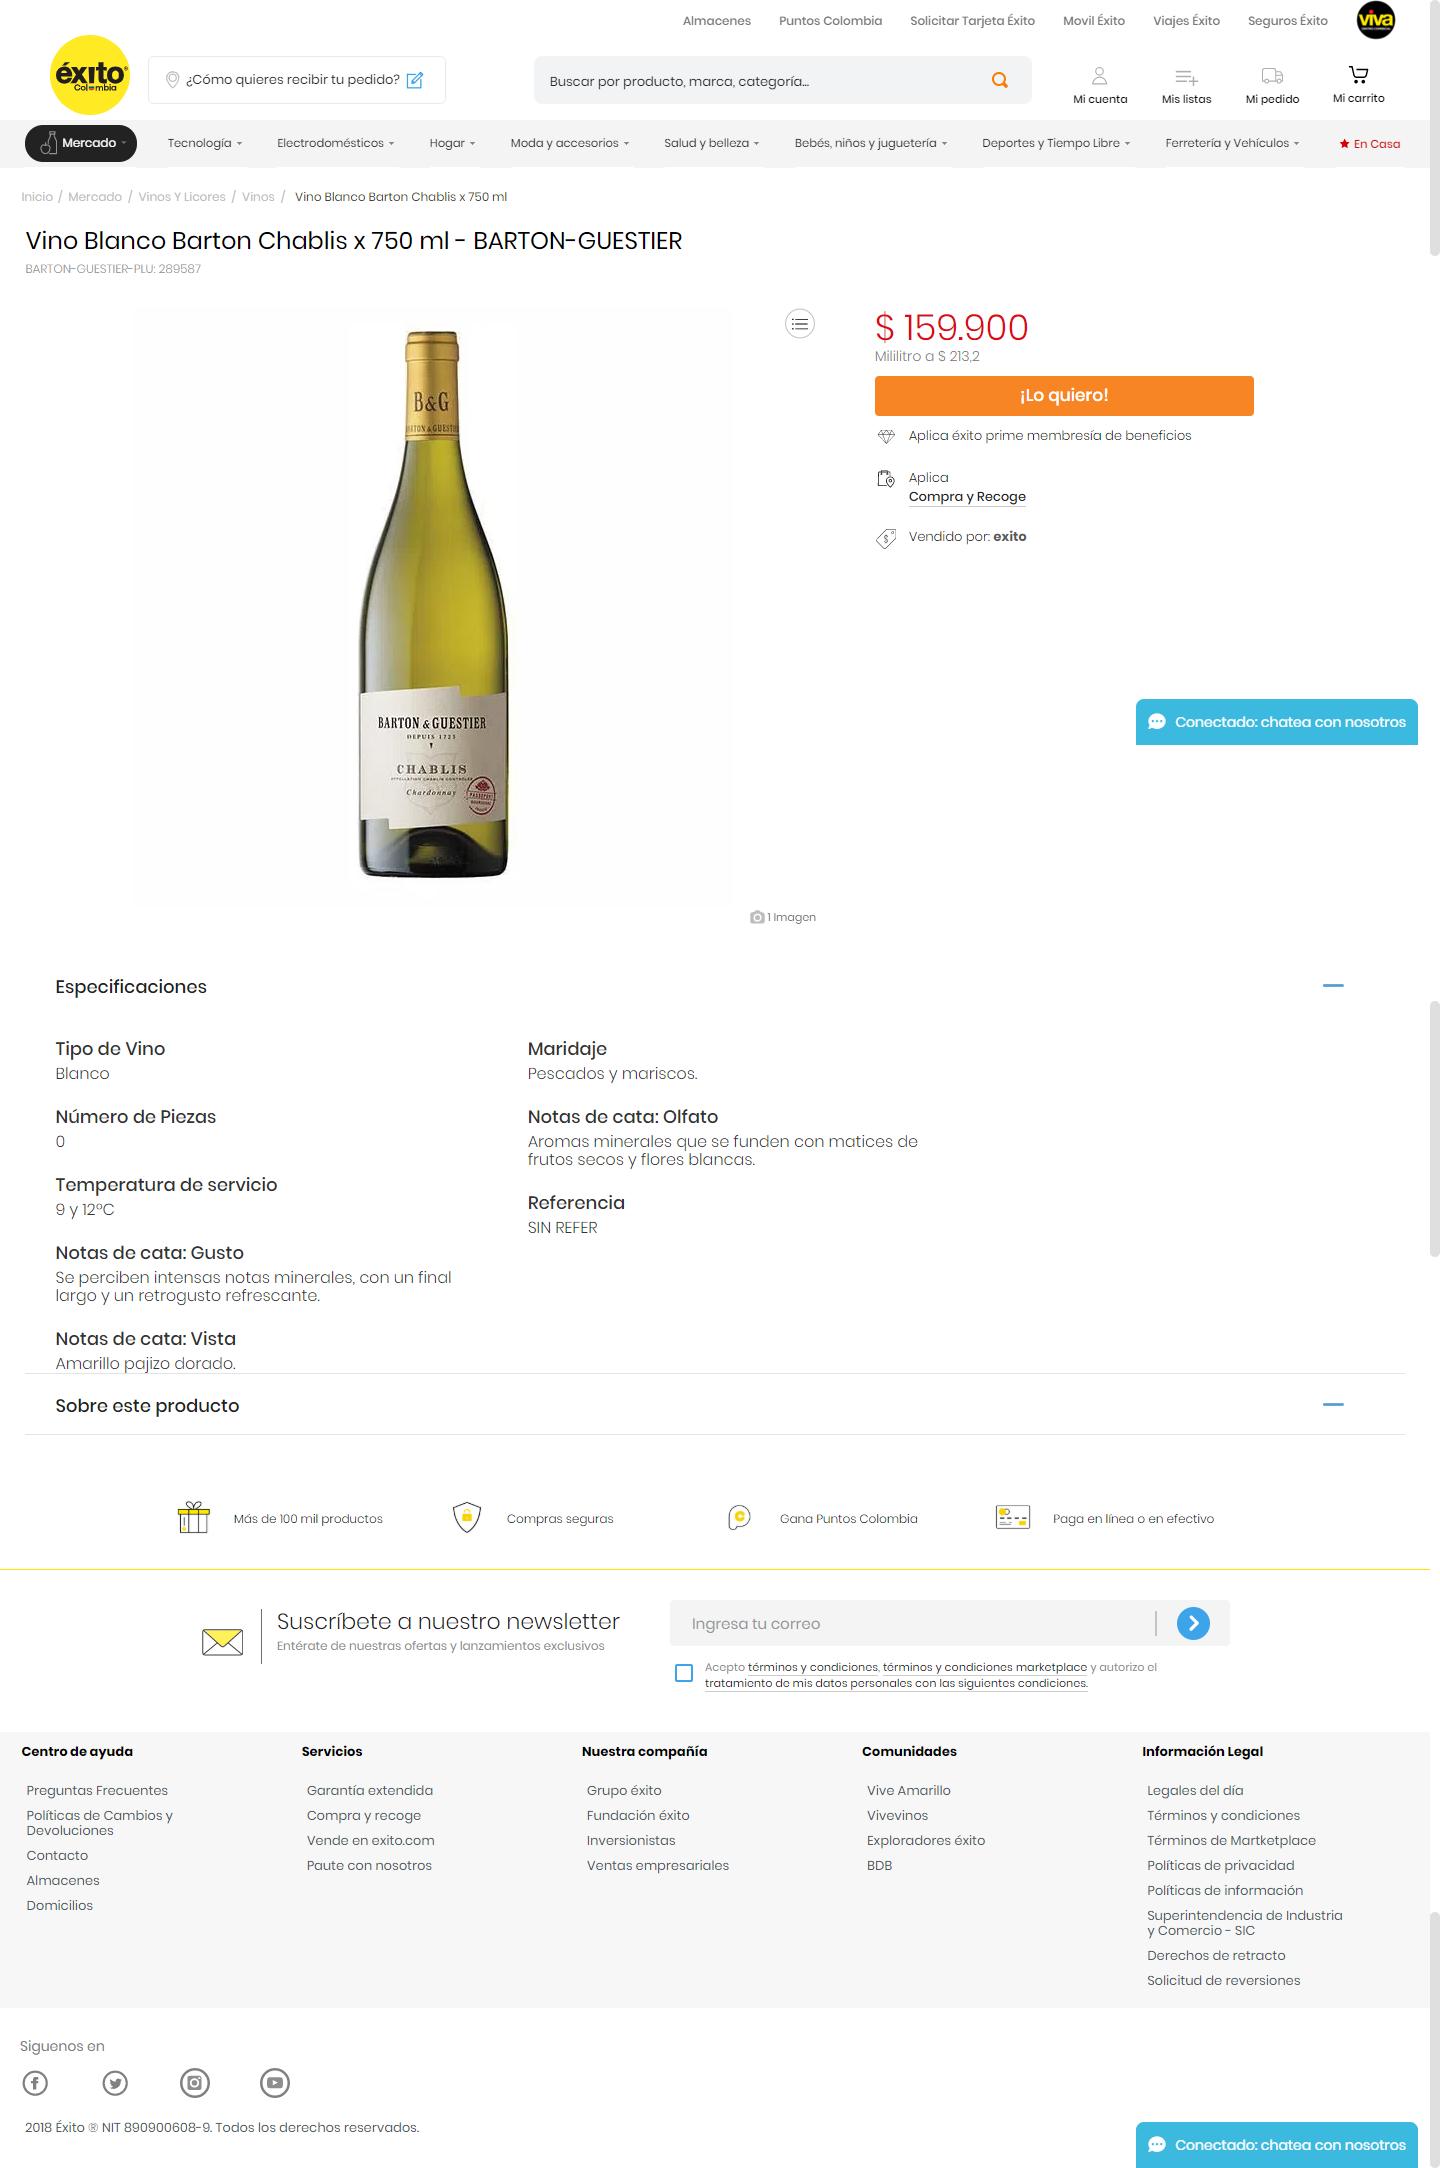 Almacenes Puntos Colombia Solicitar Tarjeta Éxito Movil Éxito Viajes Éxito Seguros Éxito viva
éxito
Colombia
¿Cómo quieres recibir tu pedido?
Buscar por producto, marca, categoría...
Mi cuenta Mis listas Mi pedido Mi carrito
Mercado Tecnología Electrodomésticos Hogar Moda y accesorios Salud y belleza Bebés, niños y juguetería Deportes y Tiempo Libre Ferretería y Vehículos En Casa
Inicio / Mercado / Vinos Y Licores / Vinos / Vino Blanco Barton Chablis x 750 ml
Vino Blanco Barton Chablis x 750 ml - BARTON-GUESTIER
BARTON-GUESTIER-PLU: 289587
$ 159.900
Mililitro a $ 213,2
¡Lo quiero!
Aplica éxito prime membresía de beneficios
Aplica
Compra y Recoge
Vendido por: exito
B&G
BARTON & GUESTIER
DEPUIS 1725
CHABLIS
APPELLATION CHABLIS CONTRÔLÉE
Chardonnay
Conectado: chatea con nosotros
1 Imagen
Especificaciones
Tipo de Vino
Blanco
Número de Piezas
0
Temperatura de servicio
9 y 12°C
Notas de cata: Gusto
Se perciben intensas notas minerales, con un final
largo y un retrogusto refrescante.
Notas de cata: Vista
Amarillo pajizo dorado.
Maridaje
Pescados y mariscos.
Notas de cata: Olfato
Aromas minerales que se funden con matices de
frutos secos y flores blancas.
Referencia
SIN REFER
Sobre este producto
Más de 100 mil productos Compras seguras Gana Puntos Colombia Paga en línea o en efectivo
Suscríbete a nuestro newsletter
Entérate de nuestras ofertas y lanzamientos exclusivos
Ingresa tu correo
Acepto términos y condiciones, términos y condiciones marketplace y autorizo el
tratamiento de mis datos personales con las siguientes condiciones.
Centro de ayuda
Preguntas Frecuentes
Políticas de Cambios y
Devoluciones
Contacto
Almacenes
Domicilios
Servicios
Garantía extendida
Compra y recoge
Vende en exito.com
Paute con nosotros
Nuestra compañía
Grupo éxito
Fundación éxito
Inversionistas
Ventas empresariales
Comunidades
Vive Amarillo
Vivevinos
Exploradores éxito
BDB
Información Legal
Legales del día
Términos y condiciones
Términos de Martketplace
Políticas de privacidad
Políticas de información
Superintendencia de Industria
y Comercio - SIC
Derechos de retracto
Solicitud de reversiones
Siguenos en
2018 Éxito ® NIT 890900608-9. Todos los derechos reservados.
Conectado: chatea con nosotros